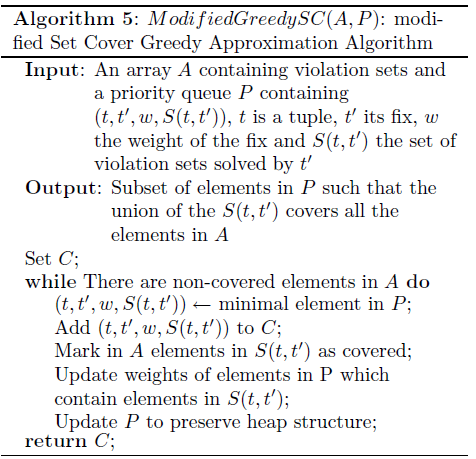 Algorithm 5: ModifiedGreedySC(A, P): modi-
fied Set Cover Greedy Approximation Algorithm
Input: An array A containing violation sets and
a priority queue P containing
(t, t′, w, S(t, t′)), t is a tuple, t′ its fix, w
the weight of the fix and S(t, t′) the set of
violation sets solved by t′
Output: Subset of elements in P such that the
union of the S(t, t′) covers all the
elements in A
Set C;
while There are non-covered elements in A do
(t, t′, w, S(t, t′)) ← minimal element in P;
Add (t, t′, w, S(t, t′)) to C;
Mark in A elements in S(t, t′) as covered;
Update weights of elements in P which
contain elements in S(t, t′);
Update P to preserve heap structure;
return C;